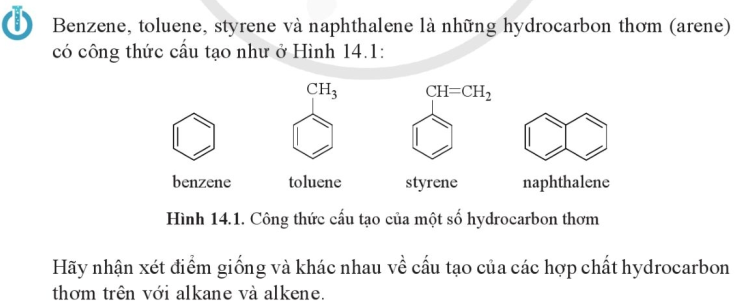 Benzene, toluene, styrene và naphthalene là những hydrocarbon thơm (arene)
có công thức cấu tạo như ở Hình 14.1:
CH₃
CH=CH₂
benzene toluene styrene naphthalene
Hình 14.1. Công thức cấu tạo của một số hydrocarbon thơm
Hãy nhận xét điểm giống và khác nhau về cấu tạo của các hợp chất hydrocarbon
thơm trên với alkane và alkene.